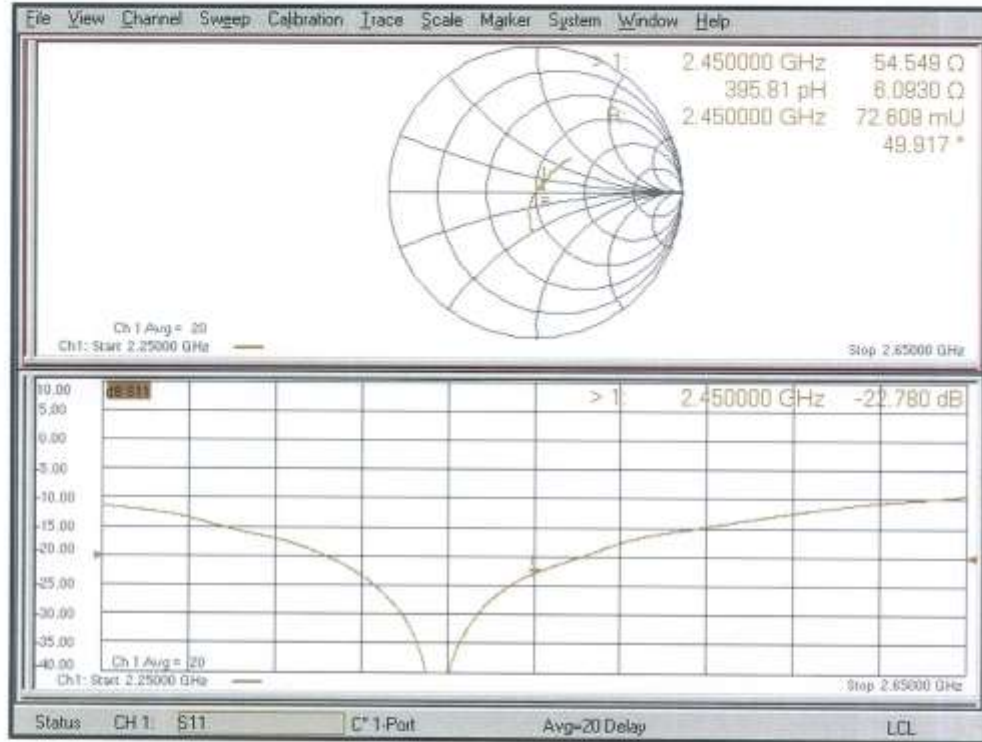 File View Channel Sweep Calibration Trace Scale Marker System Window Help
> 1: 2.450000 GHz 54.549 Ω
395.81 pH 6.0930 Ω
2.450000 GHz 72.609 mU
49.917 °
Ch 1 Avg = 20
Ch1: Start 2.25000 GHz
Stop 2.65000 GHz
10.00
dB S11
> 1: 2.450000 GHz -22.780 dB
5.00
0.00
-5.00
-10.00
-15.00
-20.00
-25.00
-30.00
-35.00
-40.00
Ch 1 Avg = 20
Ch1: Start 2.25000 GHz
Stop 2.65000 GHz
Status CH 1: S11 C* 1-Port Avg=20 Delay LCL